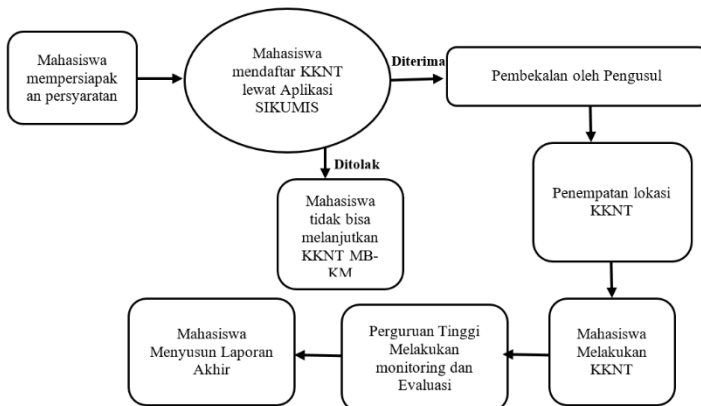 Mahasiswa
mempersiapak
an persyaratan
Mahasiswa
mendaftar KKNT
lewat Aplikasi
SIKUMIS
Diterima
Pembekalan oleh Pengusul
Ditolak
Mahasiswa
tidak bisa
melanjutkan
KKNT MB-
KM
Penempatan lokasi
KKNT
Mahasiswa
Melakukan
KKNT
Perguruan Tinggi
Melakukan
monitoring dan
Evaluasi
Mahasiswa
Menyusun Laporan
Akhir